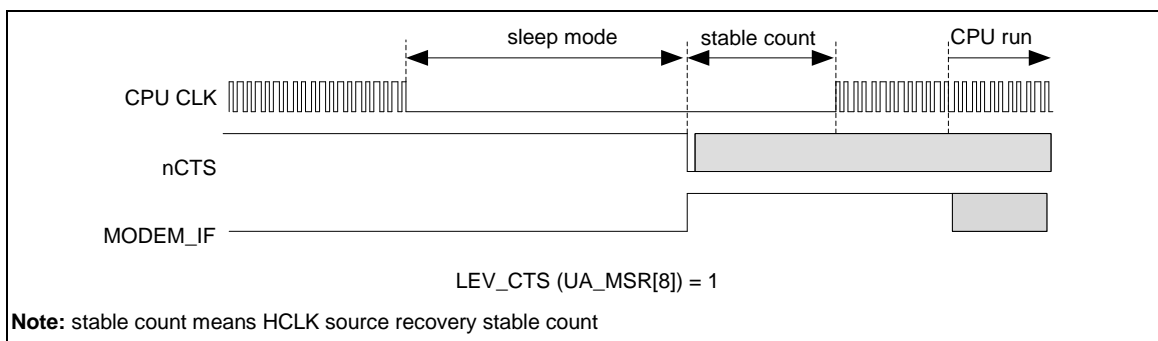 sleep mode stable count CPU run
CPU CLK
nCTS
MODEM_IF
LEV_CTS (UA_MSR[8]) = 1
Note: stable count means HCLK source recovery stable count